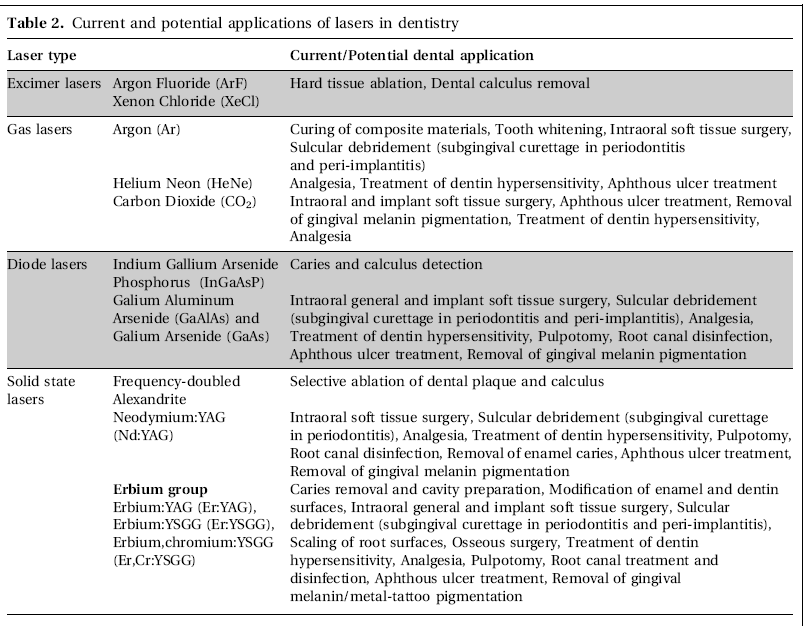 Table 2. Current and potential applications of lasers in dentistry
Laser type Current/Potential dental application
Excimer lasers Argon Fluoride (ArF) Hard tissue ablation, Dental calculus removal
Xenon Chloride (XeCl)
Gas lasers Argon (Ar) Curing of composite materials, Tooth whitening, Intraoral soft tissue surgery,
Sulcular debridement (subgingival curettage in periodontitis
and peri-implantitis)
Helium Neon (HeNe) Analgesia, Treatment of dentin hypersensitivity, Aphthous ulcer treatment
Carbon Dioxide (CO₂) Intraoral and implant soft tissue surgery, Aphthous ulcer treatment, Removal
of gingival melanin pigmentation, Treatment of dentin hypersensitivity,
Analgesia
Diode lasers Indium Gallium Arsenide Caries and calculus detection
Phosphorus (InGaAsP)
Galium Aluminum Intraoral general and implant soft tissue surgery, Sulcular debridement
Arsenide (GaAlAs) and (subgingival curettage in periodontitis and peri-implantitis), Analgesia,
Galium Arsenide (GaAs) Treatment of dentin hypersensitivity, Pulpotomy, Root canal disinfection,
Aphthous ulcer treatment, Removal of gingival melanin pigmentation
Solid state Frequency-doubled Selective ablation of dental plaque and calculus
lasers Alexandrite
Neodymium:YAG Intraoral soft tissue surgery, Sulcular debridement (subgingival curettage
(Nd:YAG) in periodontitis), Analgesia, Treatment of dentin hypersensitivity, Pulpotomy,
Root canal disinfection, Removal of enamel caries, Aphthous ulcer treatment,
Removal of gingival melanin pigmentation
Erbium group Caries removal and cavity preparation, Modification of enamel and dentin
Erbium:YAG (Er:YAG), surfaces, Intraoral general and implant soft tissue surgery, Sulcular
Erbium:YSGG (Er:YSGG), debridement (subgingival curettage in periodontitis and peri-implantitis),
Erbium,chromium:YSGG Scaling of root surfaces, Osseous surgery, Treatment of dentin
(Er,Cr:YSGG) hypersensitivity, Analgesia, Pulpotomy, Root canal treatment and
disinfection, Aphthous ulcer treatment, Removal of gingival
melanin/metal-tattoo pigmentation